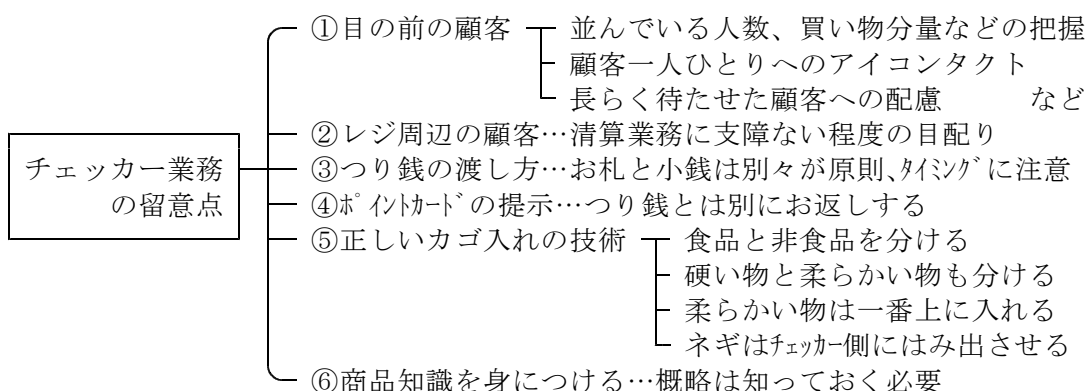 チェッカー業務
の留意点
①目の前の顧客
並んでいる人数、買い物分量などの把握
顧客一人ひとりへのアイコンタクト
長らく待たせた顧客への配慮 など
②レジ周辺の顧客…清算業務に支障ない程度の目配り
③つり銭の渡し方…お札と小銭は別々が原則、ﾀｲﾐﾝｸﾞに注意
④ﾎﾟｲﾝﾄｶｰﾄﾞの提示…つり銭とは別にお返しする
⑤正しいカゴ入れの技術
食品と非食品を分ける
硬い物と柔らかい物も分ける
柔らかい物は一番上に入れる
ネギはﾁｪｯｶｰ側にはみ出させる
⑥商品知識を身につける…概略は知っておく必要